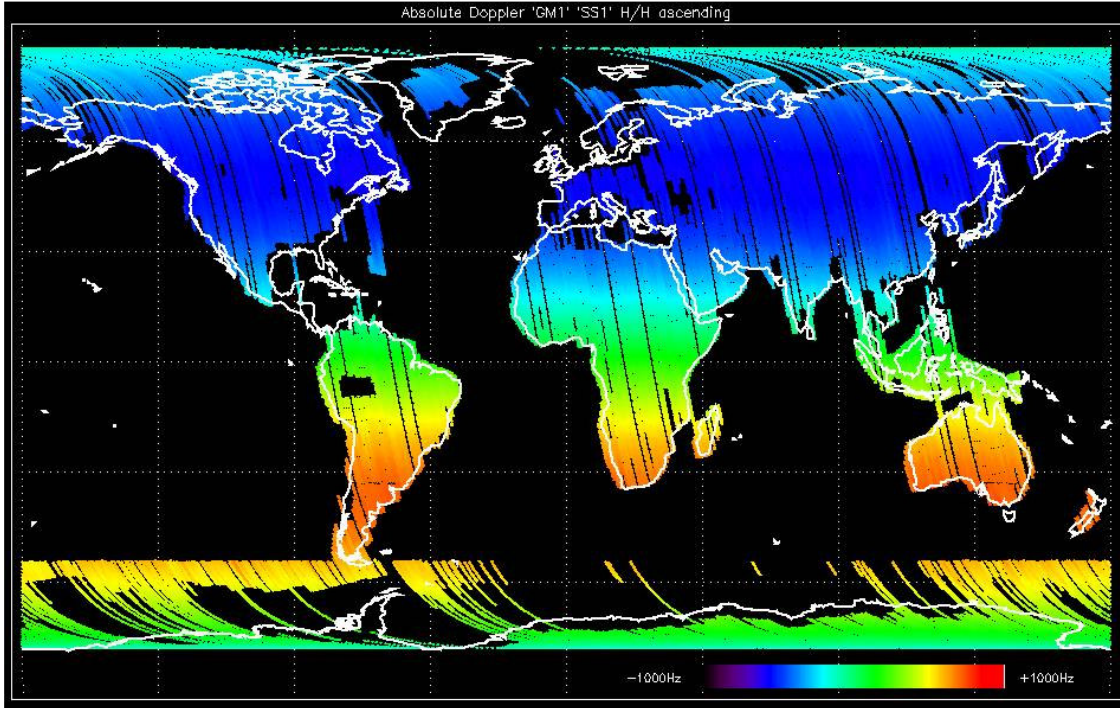 Absolute Doppler 'GM1' 'SS1' H/H ascending
-1000Hz +1000Hz